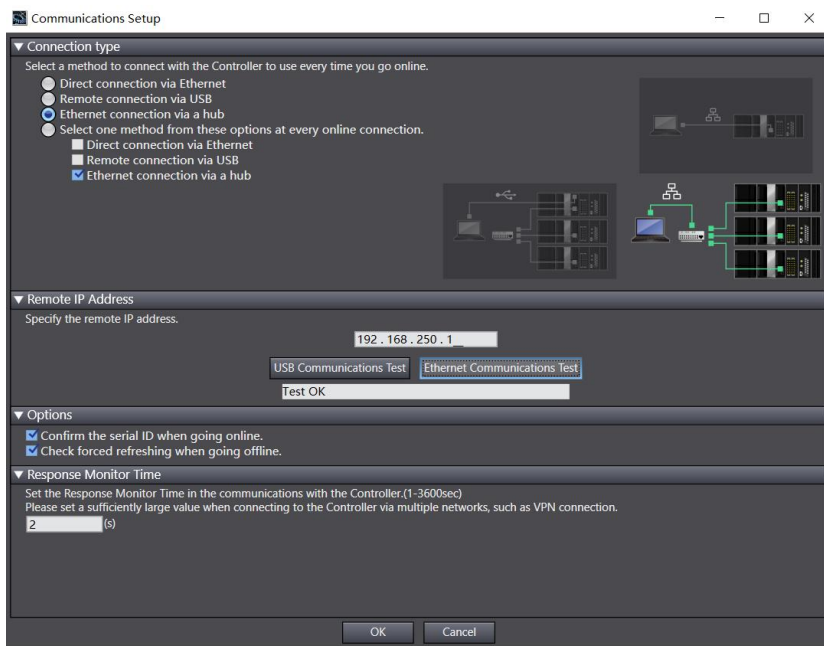 Communications Setup
Connection type
Select a method to connect with the Controller to use every time you go online.
Direct connection via Ethernet
Remote connection via USB
Ethernet connection via a hub
Select one method from these options at every online connection.
Direct connection via Ethernet
Remote connection via USB
Ethernet connection via a hub
Remote IP Address
Specify the remote IP address.
192 . 168 . 250 . 1__
USB Communications Test Ethernet Communications Test
Test OK
Options
Confirm the serial ID when going online.
Check forced refreshing when going offline.
Response Monitor Time
Set the Response Monitor Time in the communications with the Controller.(1-3600sec)
Please set a sufficiently large value when connecting to the Controller via multiple networks, such as VPN connection.
2 (s)
OK Cancel